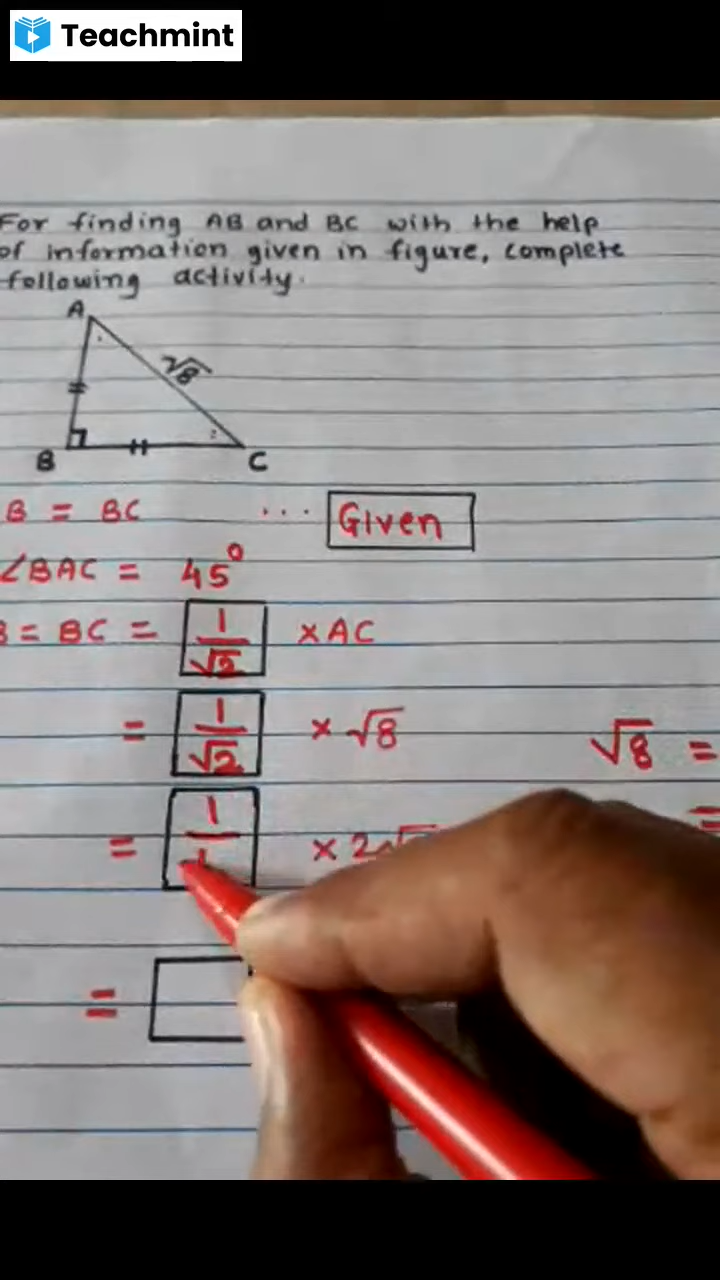 Teachmint
For finding AB and BC with the help
of information given in figure, complete
following activity.
A
√8
B
C
B = BC ... Given
∠BAC = 45°
= BC = 1/√2 × AC
= 1/√2 × √8
√8 =
= 1 × 2√
=
=